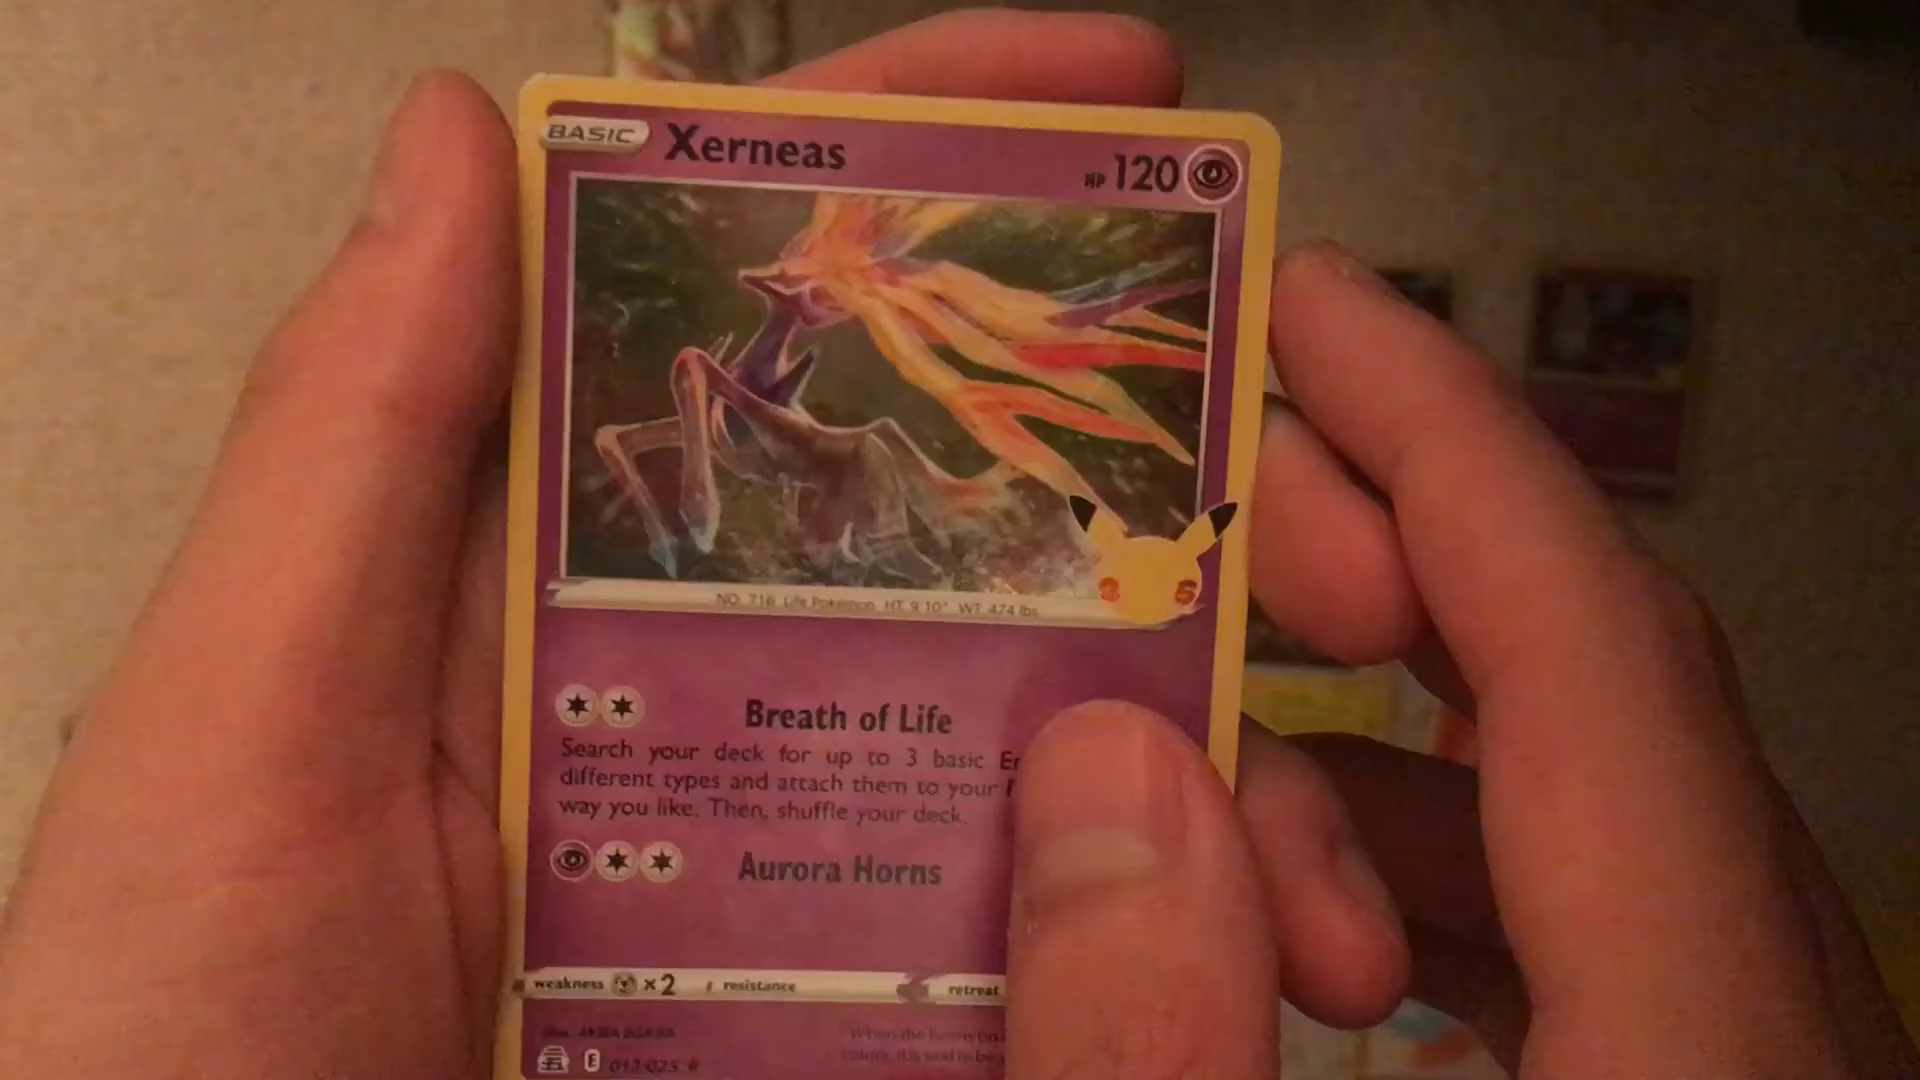 BASIC Xerneas HP 120
NO. 716 Life Pokémon HT: 9'10" WT: 474 lbs.
25
Breath of Life
Search your deck for up to 3 basic
different types and attach them to your
way you like. Then, shuffle your deck.
Aurora Horns
weakness ×2 resistance retreat
E 012/025 R